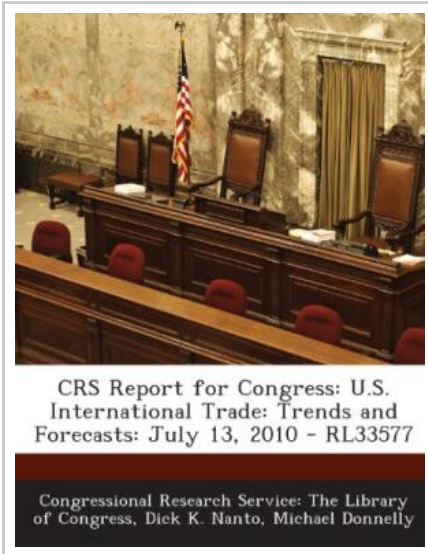 CRS Report for Congress: U.S.
International Trade: Trends and
Forecasts: July 13, 2010 - RL33577
Congressional Research Service: The Library
of Congress, Dick K. Nanto, Michael Donnelly